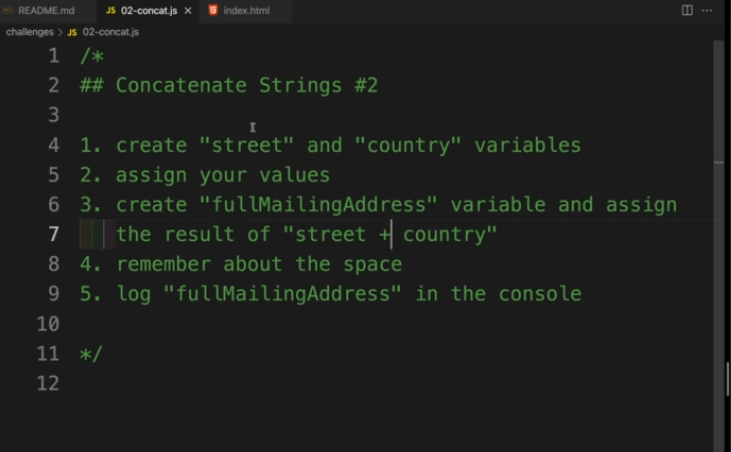 README.md JS 02-concat.js × index.html ...
challenges > JS 02-concat.js
1 /*
2 ## Concatenate Strings #2
3
4 1. create "street" and "country" variables
5 2. assign your values
6 3. create "fullMailingAddress" variable and assign
7 the result of "street + country"
8 4. remember about the space
9 5. log "fullMailingAddress" in the console
10
11 */
12